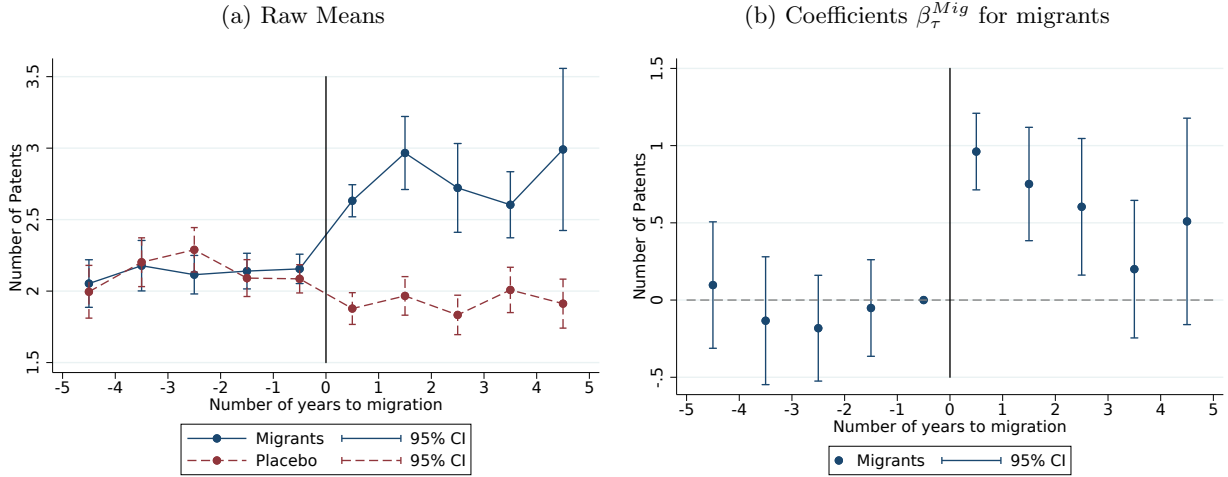 (a) Raw Means
Number of Patents
3.5
3
2.5
2
1.5
-5 -4 -3 -2 -1 0 1 2 3 4 5
Number of years to migration
Migrants 95% CI
Placebo 95% CI
(b) Coefficients β_τ^{Mig} for migrants
Number of Patents
1.5
1
.5
0
-.5
-5 -4 -3 -2 -1 0 1 2 3 4 5
Number of years to migration
Migrants 95% CI